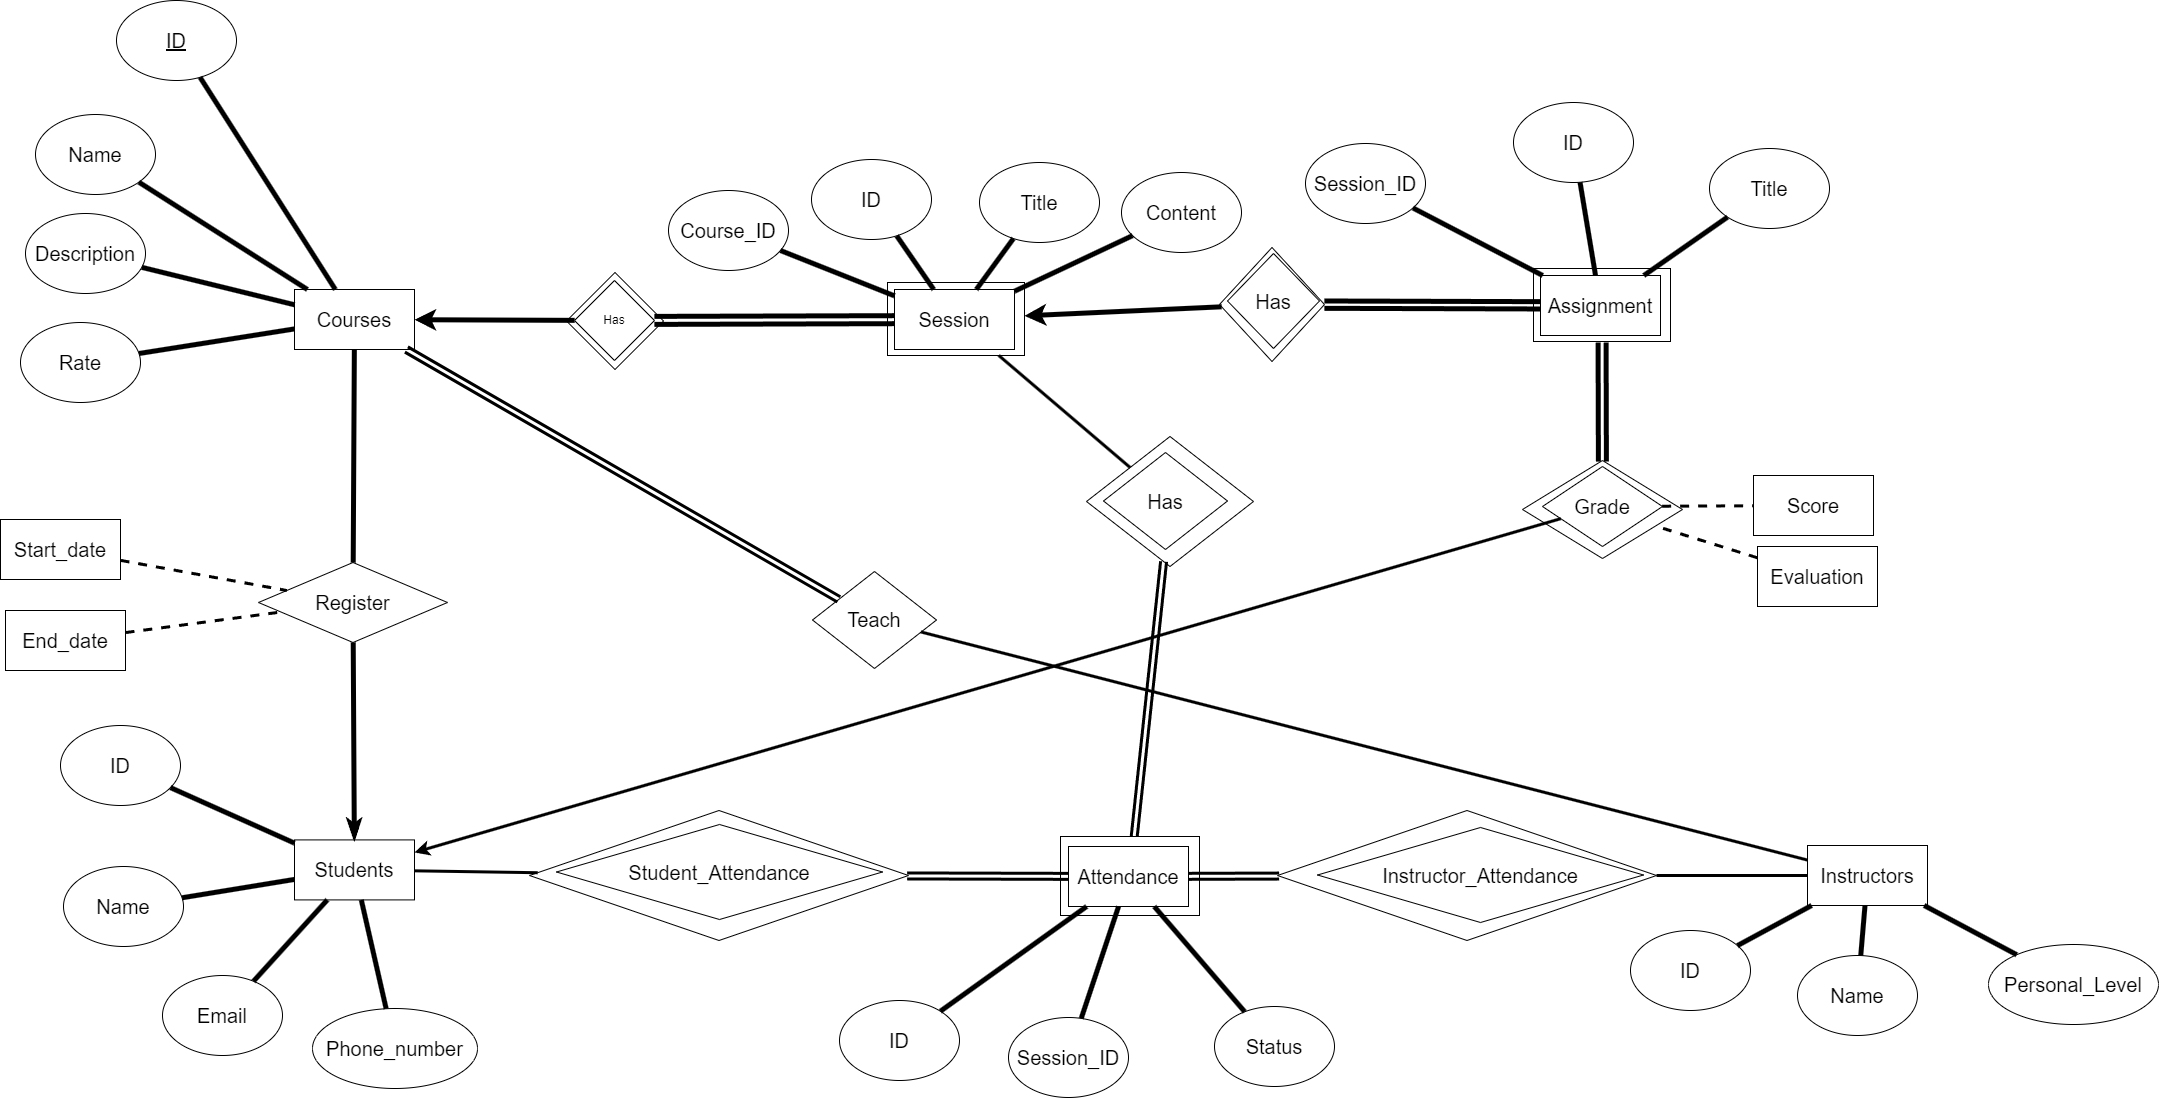 ID
Name
Description
Rate
Courses
Has
Course_ID
ID
Title
Content
Session
Has
Session_ID
ID
Title
Assignment
Has
Grade
Score
Evaluation
Start_date
End_date
Register
Teach
ID
Name
Email
Phone_number
Students
Student_Attendance
Attendance
Instructor_Attendance
Instructors
ID
Session_ID
Status
ID
Name
Personal_Level